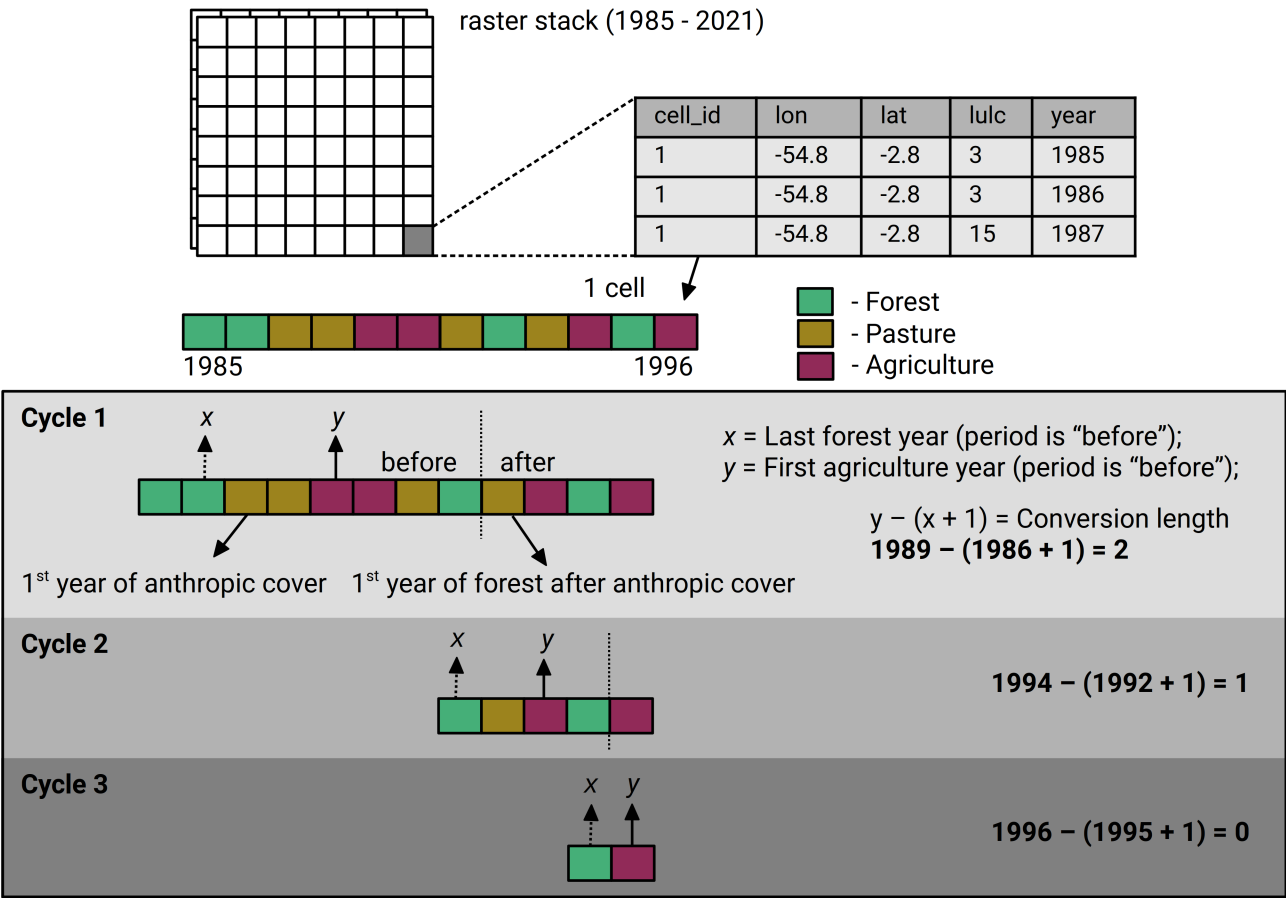 raster stack (1985 - 2021)
cell_id lon lat lulc year
1 -54.8 -2.8 3 1985
1 -54.8 -2.8 3 1986
1 -54.8 -2.8 15 1987
1 cell
1985 1996
- Forest
- Pasture
- Agriculture
Cycle 1
x y
before after
x = Last forest year (period is “before”);
y = First agriculture year (period is “before”);
y – (x + 1) = Conversion length
1989 – (1986 + 1) = 2
1st year of anthropic cover
1st year of forest after anthropic cover
Cycle 2
x y
1994 – (1992 + 1) = 1
Cycle 3
x y
1996 – (1995 + 1) = 0